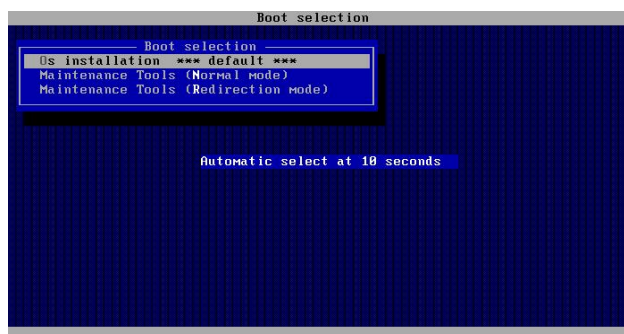 Boot selection
Boot selection
Os installation *** default ***
Maintenance Tools (Normal mode)
Maintenance Tools (Redirection mode)
Automatic select at 10 seconds